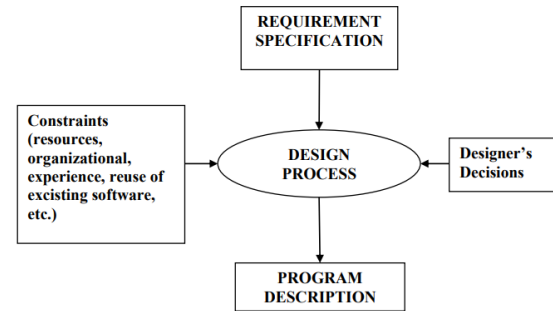 REQUIREMENT
SPECIFICATION
Constraints
(resources,
organizational,
experience, reuse of
excisting software,
etc.)
DESIGN
PROCESS
Designer’s
Decisions
PROGRAM
DESCRIPTION